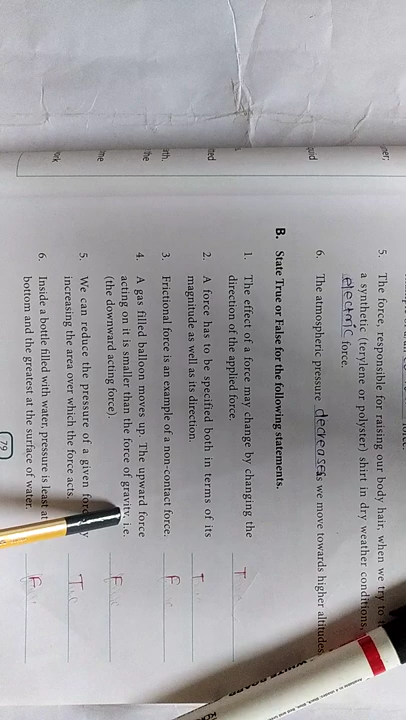 5. The force, responsible for raising our body hair, when we try to
a synthetic (terylene or polyster) shirt in dry weather conditions,
electric force.
6. The atmospheric pressure decreases as we move towards higher altitudes.
B. State True or False for the following statements.
1. The effect of a force may change by changing the T
direction of the applied force.
2. A force has to be specified both in terms of its T
magnitude as well as its direction.
3. Frictional force is an example of a non-contact force. F
4. A gas filled balloon moves up. The upward force
acting on it is smaller than the force of gravity, i.e. F
(the downward acting force).
5. We can reduce the pressure of a given force by
increasing the area over which the force acts. T
6. Inside a bottle filled with water, pressure is least at
bottom and the greatest at the surface of water. F
79